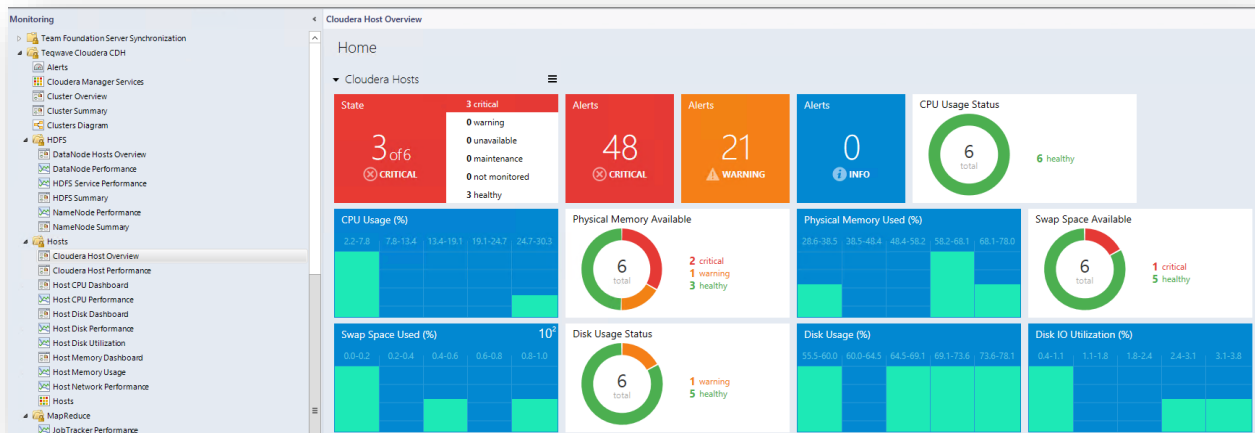 Monitoring
Team Foundation Server Synchronization
Teqwave Cloudera CDH
Alerts
Cloudera Manager Services
Cluster Overview
Cluster Summary
Clusters Diagram
HDFS
DataNode Hosts Overview
DataNode Performance
HDFS Service Performance
HDFS Summary
NameNode Performance
NameNode Summary
Hosts
Cloudera Host Overview
Cloudera Host Performance
Host CPU Dashboard
Host CPU Performance
Host Disk Dashboard
Host Disk Performance
Host Disk Utilization
Host Memory Dashboard
Host Memory Usage
Host Network Performance
Hosts
MapReduce
JobTracker Performance
Cloudera Host Overview
Home
Cloudera Hosts
State
3 of 6
CRITICAL
3 critical
0 warning
0 unavailable
0 maintenance
0 not monitored
3 healthy
Alerts
48
CRITICAL
Alerts
21
WARNING
Alerts
0
INFO
CPU Usage Status
6
total
6 healthy
CPU Usage (%)
2.2-7.8 7.8-13.4 13.4-19.1 19.1-24.7 24.7-30.3
Physical Memory Available
6
total
2 critical
1 warning
3 healthy
Physical Memory Used (%)
28.6-38.5 38.5-48.4 48.4-58.2 58.2-68.1 68.1-78.0
Swap Space Available
6
total
1 critical
5 healthy
Swap Space Used (%) 10²
0.0-0.2 0.2-0.4 0.4-0.6 0.6-0.8 0.8-1.0
Disk Usage Status
6
total
1 warning
5 healthy
Disk Usage (%)
55.5-60.0 60.0-64.5 64.5-69.1 69.1-73.6 73.6-78.1
Disk IO Utilization (%)
0.4-1.1 1.1-1.8 1.8-2.4 2.4-3.1 3.1-3.8